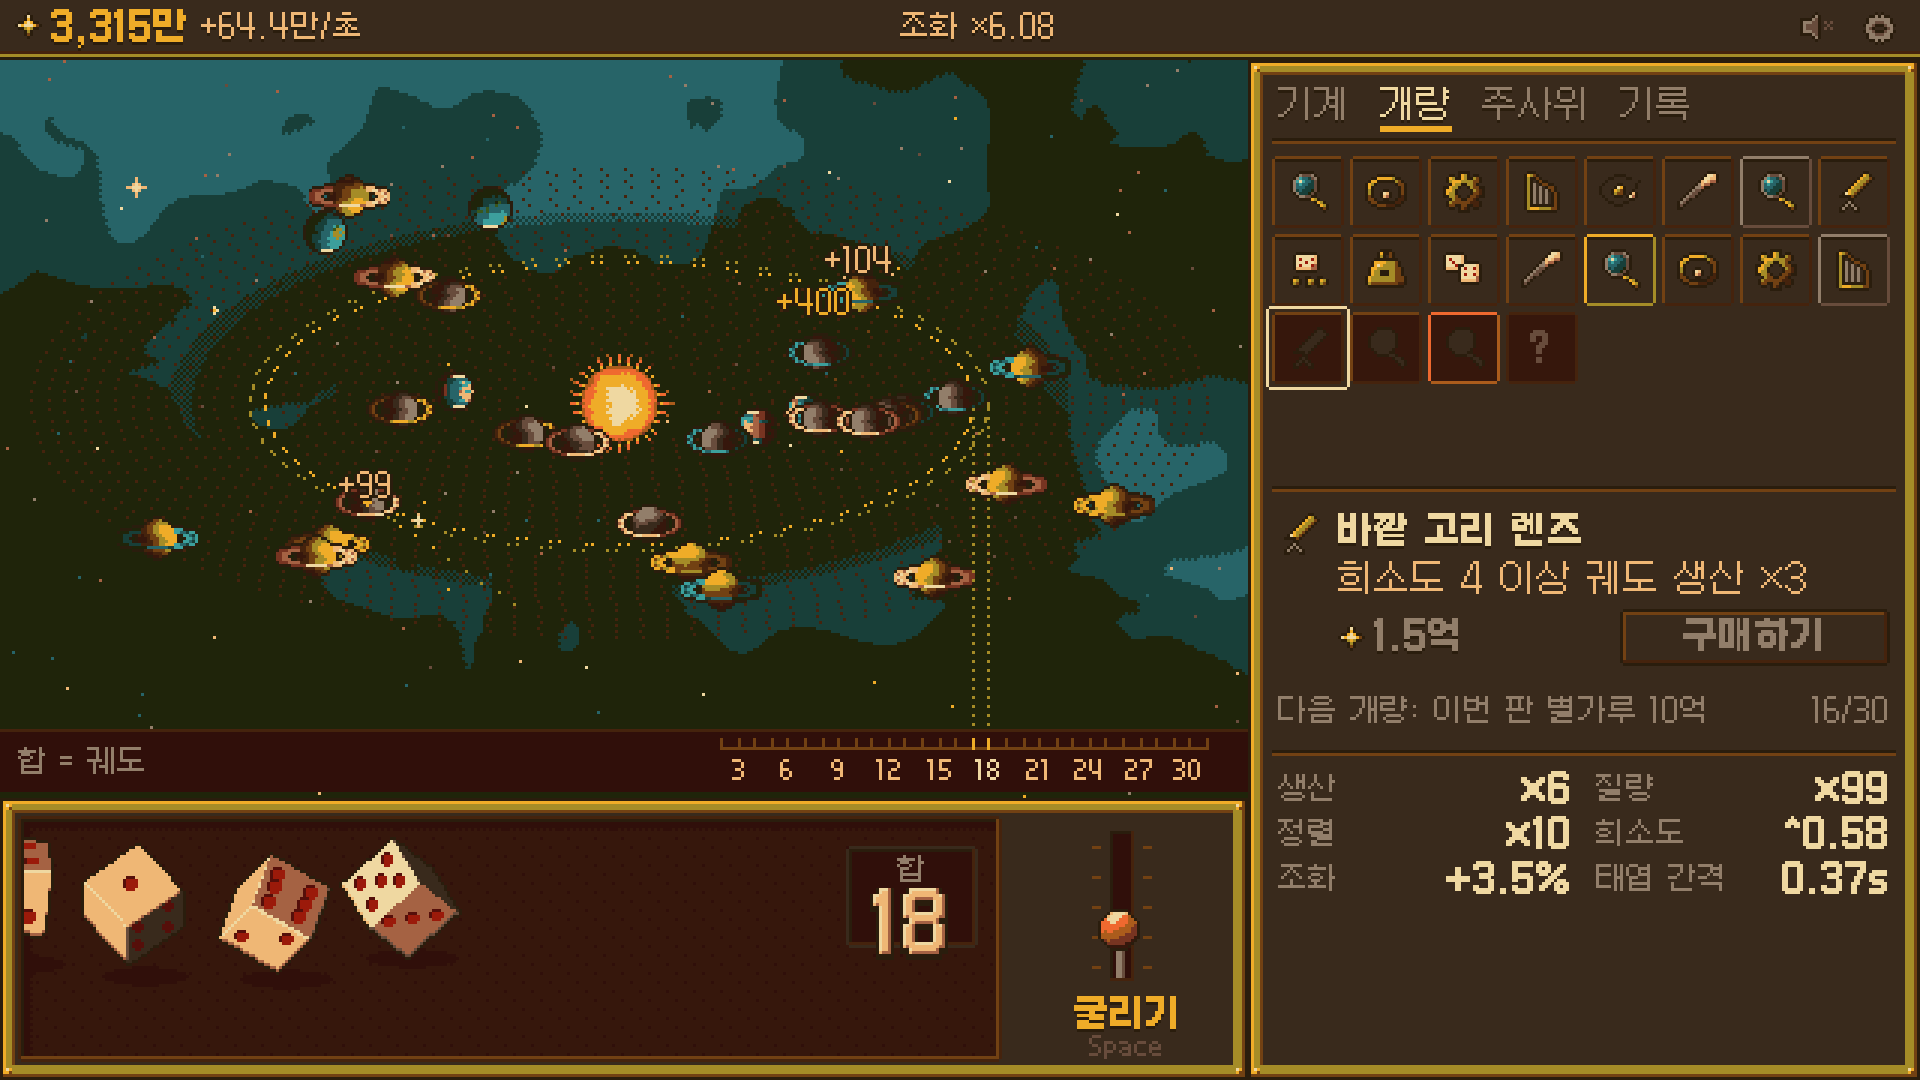 3,315만 +64.4만/초
조화 ×6.08
기계 개량 주사위 기록
+104
+400
+99
?
바깥 고리 렌즈
희소도 4 이상 궤도 생산 ×3
1.5억 구매하기
다음 개량: 이번 판 별가루 10억 16/30
합 = 궤도
3 6 9 12 15 18 21 24 27 30
생산 ×6 질량 ×99
정렬 ×10 희소도 ^0.58
조화 +3.5% 태엽 간격 0.37s
합
18
굴리기
Space